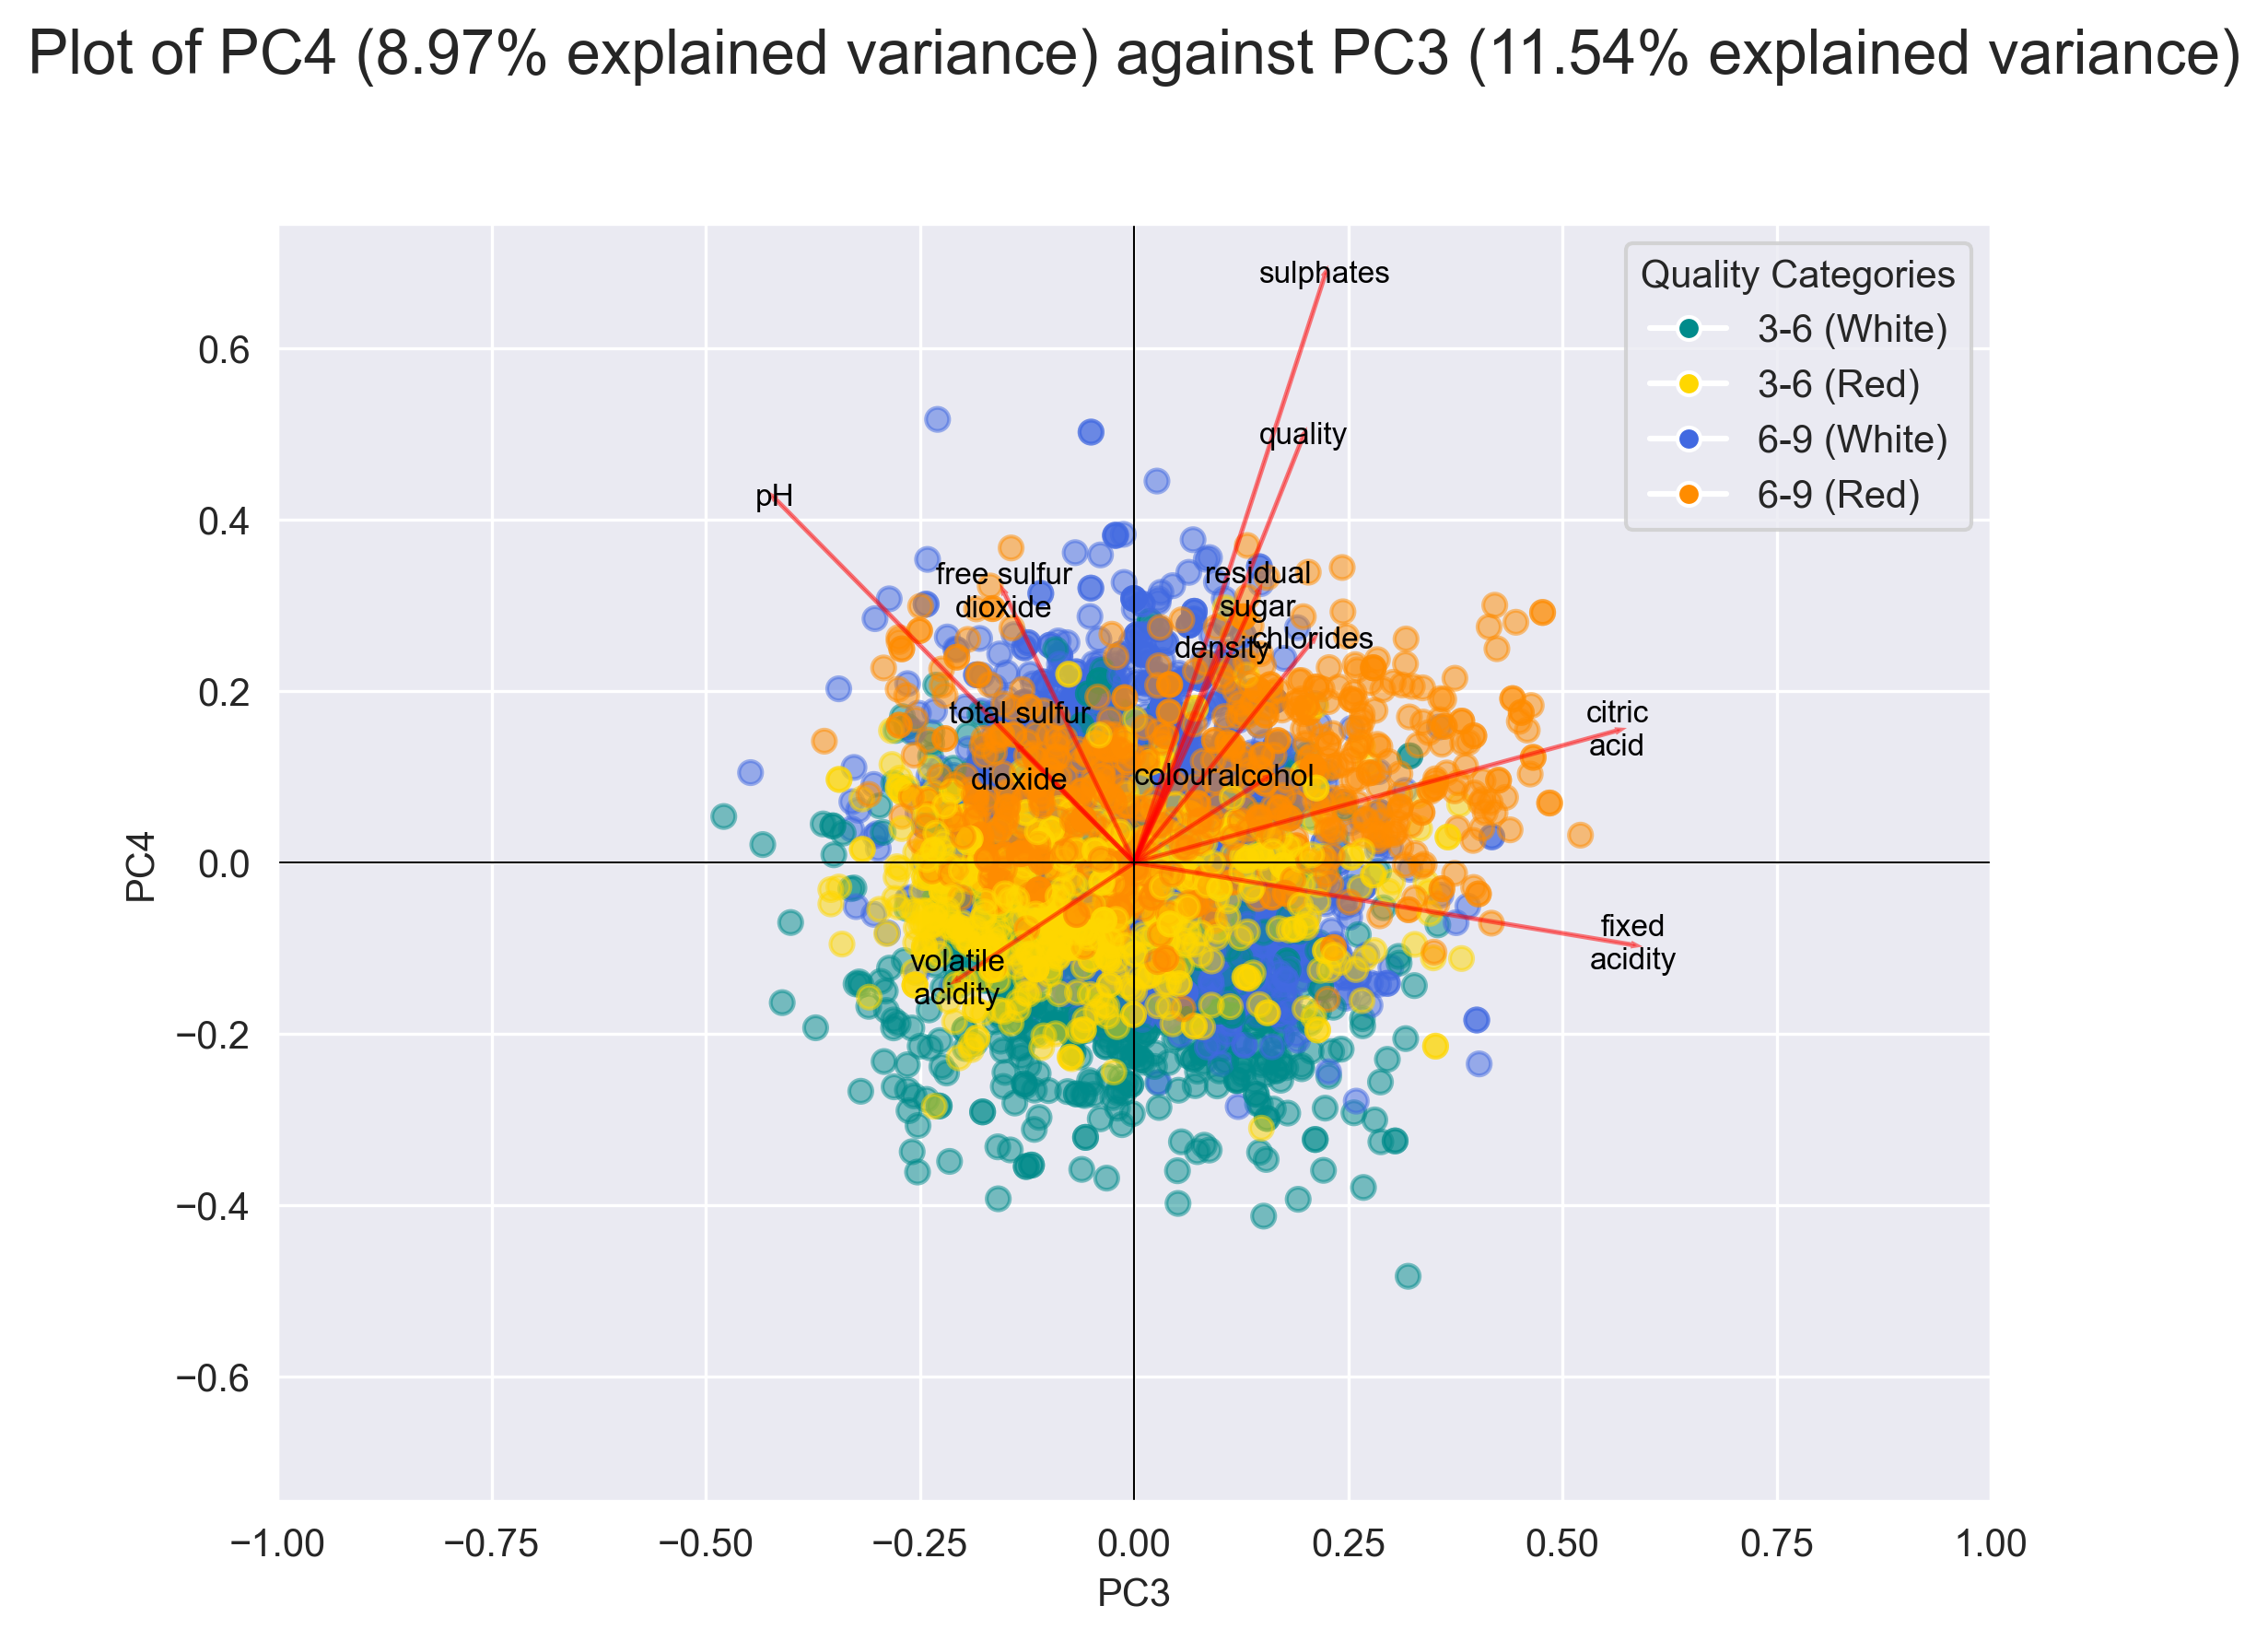 Plot of PC4 (8.97% explained variance) against PC3 (11.54% explained variance)
sulphates
quality
pH
free sulfur
dioxide
residual
sugar
chlorides
density
total sulfur
dioxide
colour
alcohol
citric
acid
fixed
acidity
volatile
acidity
Quality Categories
3-6 (White)
3-6 (Red)
6-9 (White)
6-9 (Red)
PC4
0.6
0.4
0.2
0.0
−0.2
−0.4
−0.6
−1.00
−0.75
−0.50
−0.25
0.00
0.25
0.50
0.75
1.00
PC3